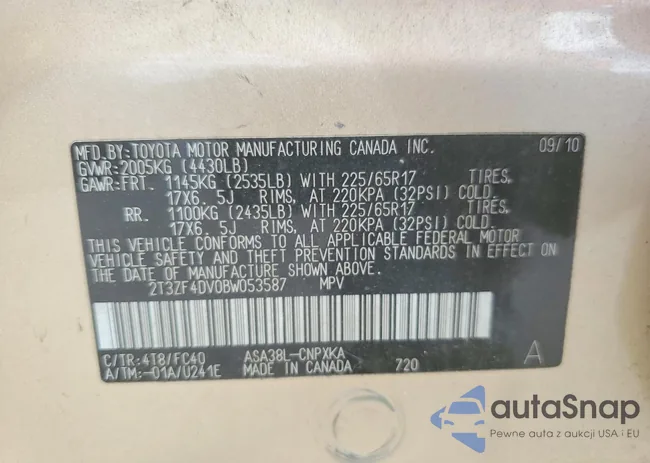 MFD. BY: TOYOTA MOTOR MANUFACTURING CANADA INC. 09/10
GVWR: 2005KG (4430LB)
GAWR: FRT. 1145KG (2535LB) WITH 225/65R17 TIRES,
17X6. 5J RIMS, AT 220KPA (32PSI) COLD.
RR. 1100KG (2435LB) WITH 225/65R17 TIRES,
17X6. 5J RIMS, AT 220KPA (32PSI) COLD.
THIS VEHICLE CONFORMS TO ALL APPLICABLE FEDERAL MOTOR
VEHICLE SAFETY AND THEFT PREVENTION STANDARDS IN EFFECT ON
THE DATE OF MANUFACTURE SHOWN ABOVE.
2T3ZF4DV0BW053587 MPV
C/TR: 4T8/FC40 ASA38L-CNPXKA
A/TM: -01A/U241E MADE IN CANADA 720
A
autaSnap
Pewne auta z aukcji USA i EU